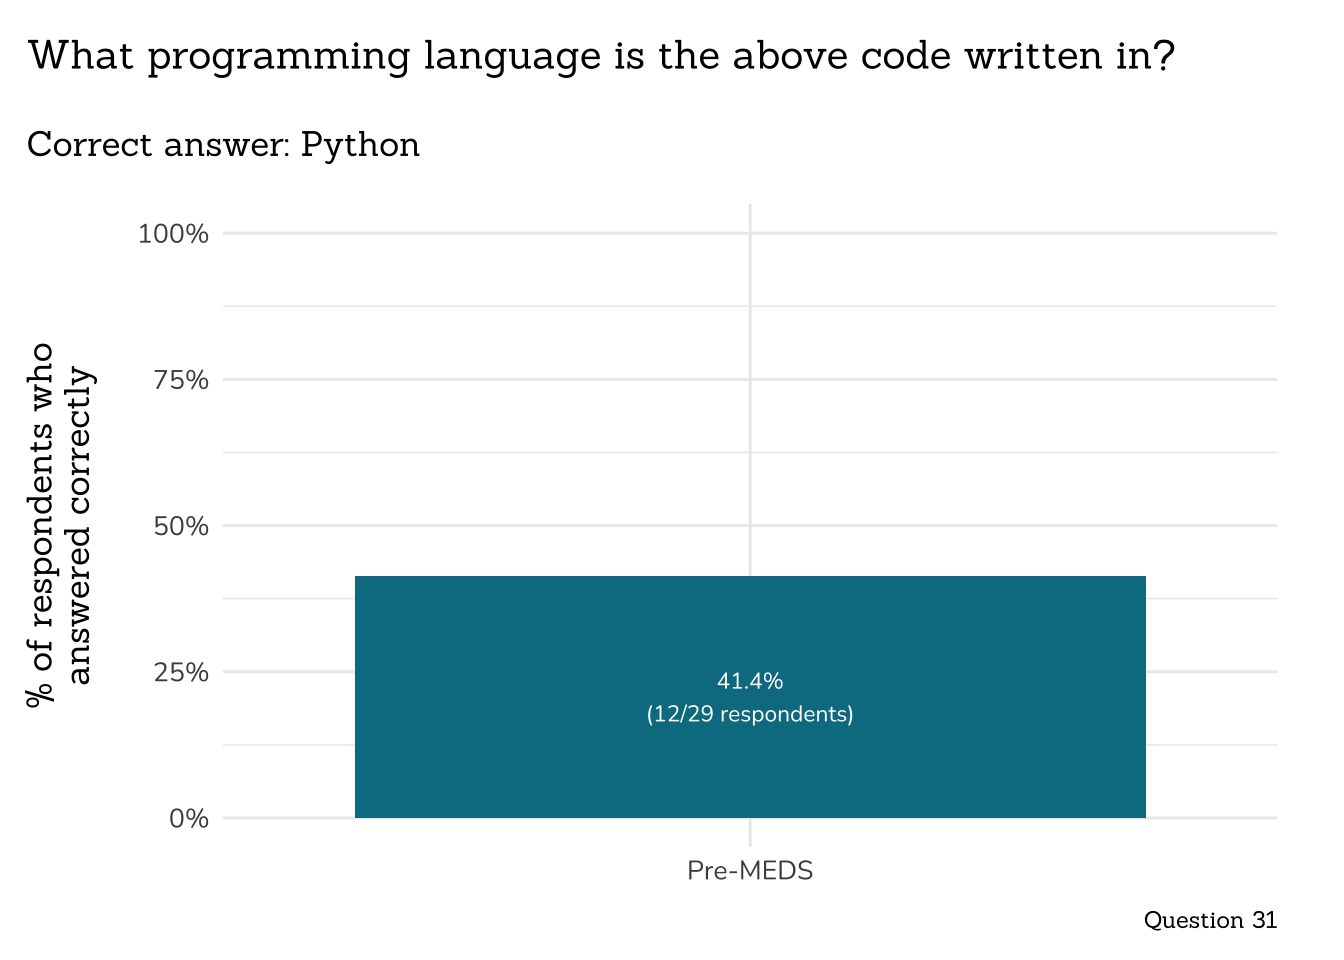 What programming language is the above code written in?
Correct answer: Python
% of respondents who
answered correctly
100%
75%
50%
25%
0%
41.4%
(12/29 respondents)
Pre-MEDS
Question 31